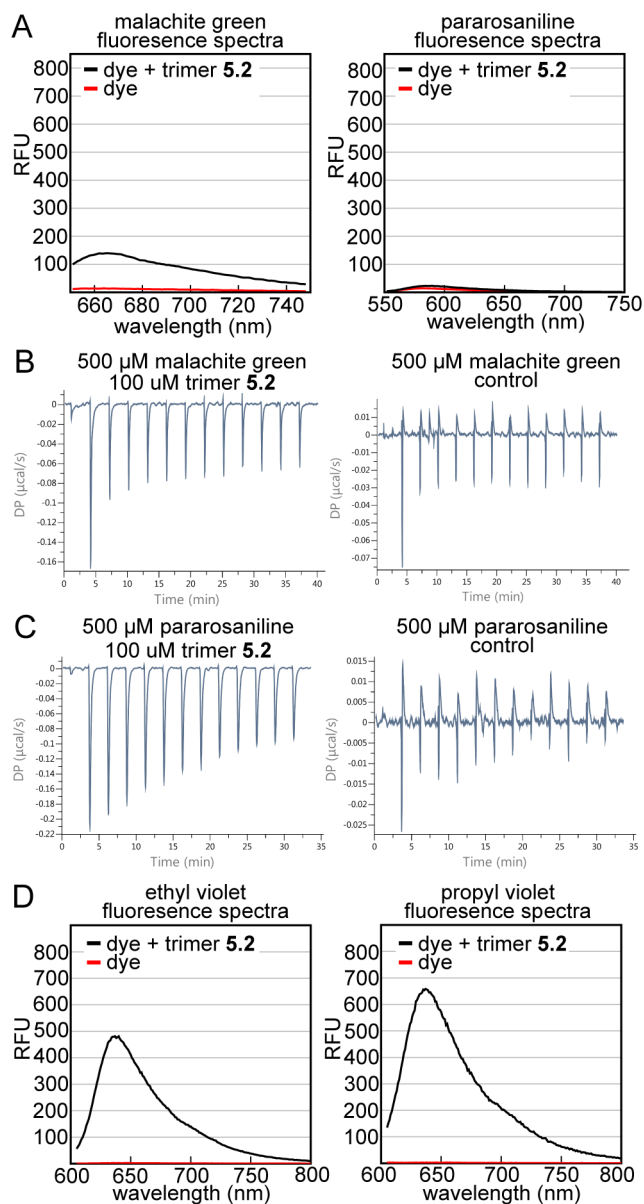 A
malachite green
fluoresence spectra
800
700
600
500
400
300
200
100
RFU
dye + trimer 5.2
dye
660 680 700 720 740
wavelength (nm)
pararosaniline
fluoresence spectra
800
700
600
500
400
300
200
100
RFU
dye + trimer 5.2
dye
550 600 650 700 750
wavelength (nm)
B
500 µM malachite green
100 uM trimer 5.2
0
-0.02
-0.04
-0.06
-0.08
-0.1
-0.12
-0.14
-0.16
DP (µcal/s)
0 5 10 15 20 25 30 35 40
Time (min)
500 µM malachite green
control
0.01
0
-0.01
-0.02
-0.03
-0.04
-0.05
-0.06
-0.07
DP (µcal/s)
0 5 10 15 20 25 30 35 40
Time (min)
C
500 µM pararosaniline
100 uM trimer 5.2
0
-0.02
-0.04
-0.06
-0.08
-0.1
-0.12
-0.14
-0.16
-0.18
-0.2
-0.22
DP (µcal/s)
0 5 10 15 20 25 30 35
Time (min)
500 µM pararosaniline
control
0.015
0.01
0.005
0
-0.005
-0.01
-0.015
-0.02
-0.025
DP (µcal/s)
0 5 10 15 20 25 30 35
Time (min)
D
ethyl violet
fluoresence spectra
800
700
600
500
400
300
200
100
RFU
dye + trimer 5.2
dye
600 650 700 750 800
wavelength (nm)
propyl violet
fluoresence spectra
800
700
600
500
400
300
200
100
RFU
dye + trimer 5.2
dye
600 650 700 750 800
wavelength (nm)